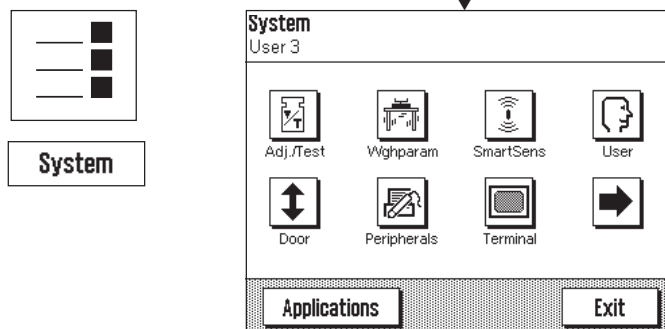 System
System
User 3
Adj./Test Wghparam SmartSens User
Door Peripherals Terminal
Applications Exit